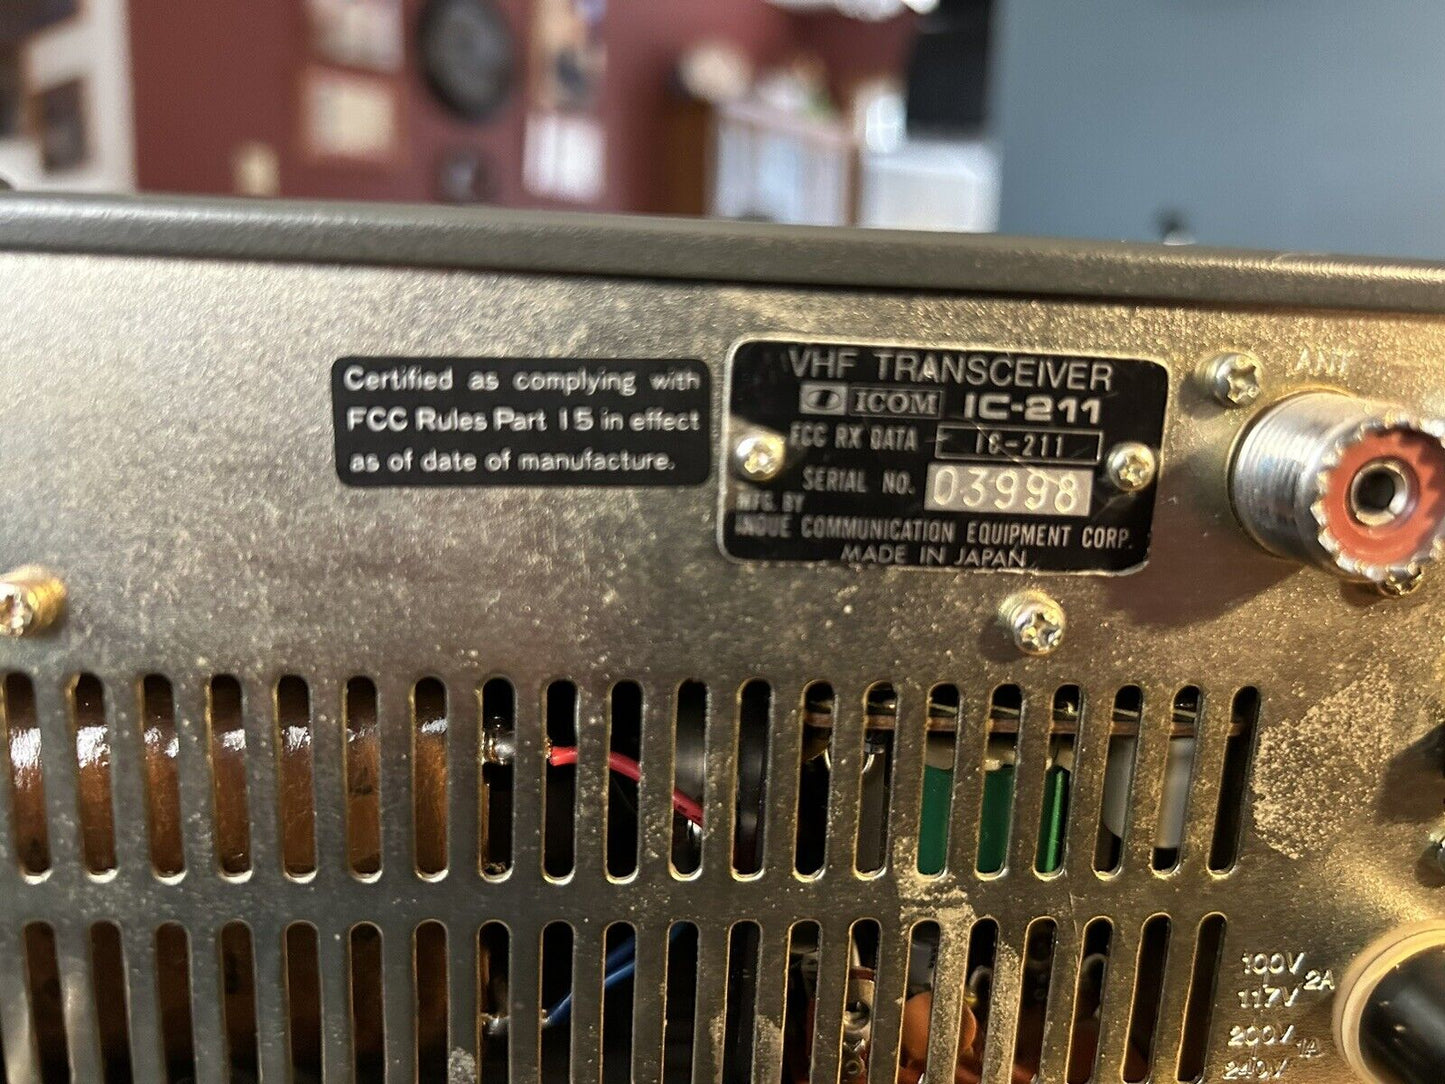 Certified as complying with
FCC Rules Part 15 in effect
as of date of manufacture.
VHF TRANSCEIVER
ICOM IC-211
FCC RX DATA IC-211
SERIAL NO. 03998
MFG. BY
INOUE COMMUNICATION EQUIPMENT CORP.
MADE IN JAPAN
ANT
100V
117V 2A
200V
240V 1A